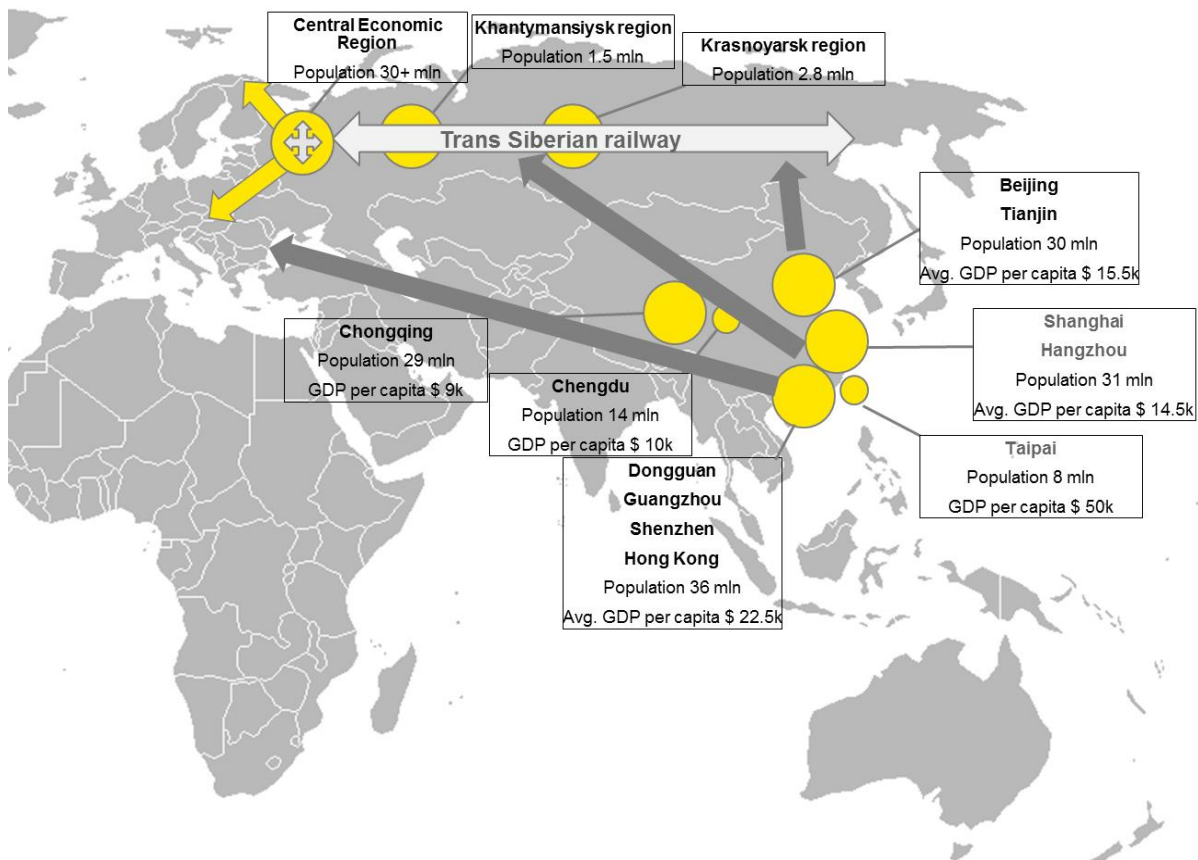 Central Economic
Region
Population 30+ mln
Khantymansiysk region
Population 1.5 mln
Krasnoyarsk region
Population 2.8 mln
Trans Siberian railway
Beijing
Tianjin
Population 30 mln
Avg. GDP per capita $ 15.5k
Shanghai
Hangzhou
Population 31 mln
Avg. GDP per capita $ 14.5k
Chongqing
Population 29 mln
GDP per capita $ 9k
Chengdu
Population 14 mln
GDP per capita $ 10k
Taipai
Population 8 mln
GDP per capita $ 50k
Dongguan
Guangzhou
Shenzhen
Hong Kong
Population 36 mln
Avg. GDP per capita $ 22.5k